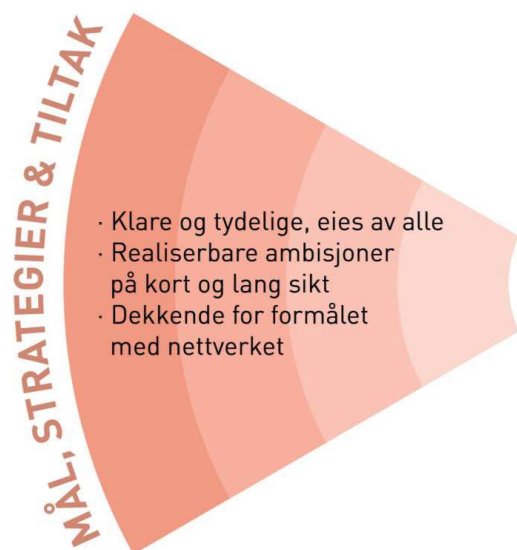 MÅL, STRATEGIER & TILTAK
· Klare og tydelige, eies av alle
· Realiserbare ambisjoner
på kort og lang sikt
· Dekkende for formålet
med nettverket